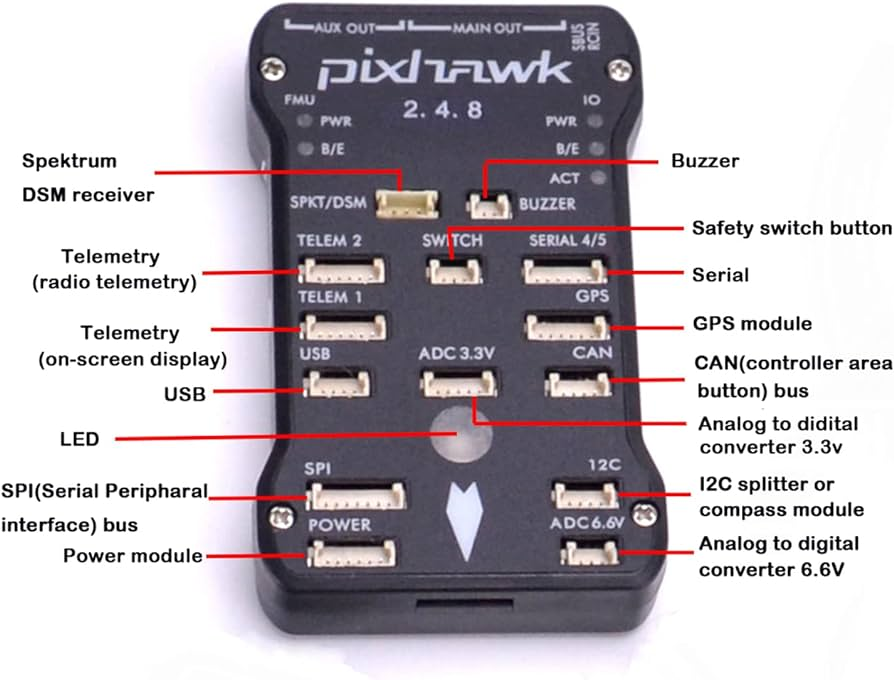 AUX OUT
MAIN OUT
SBUS
RCIN
pixhawk
2.4.8
FMU
IO
PWR
PWR
B/E
B/E
ACT
Spektrum
DSM receiver
Buzzer
SPKT/DSM
BUZZER
Safety switch button
TELEM 2
SWITCH
SERIAL 4/5
Telemetry
(radio telemetry)
Serial
TELEM 1
GPS
Telemetry
(on-screen display)
GPS module
USB
ADC 3.3V
CAN
CAN(controller area
button) bus
USB
LED
Analog to didital
converter 3.3v
SPI
12C
SPI(Serial Peripharal
interface) bus
I2C splitter or
compass module
POWER
ADC6.6V
Power module
Analog to digital
converter 6.6V